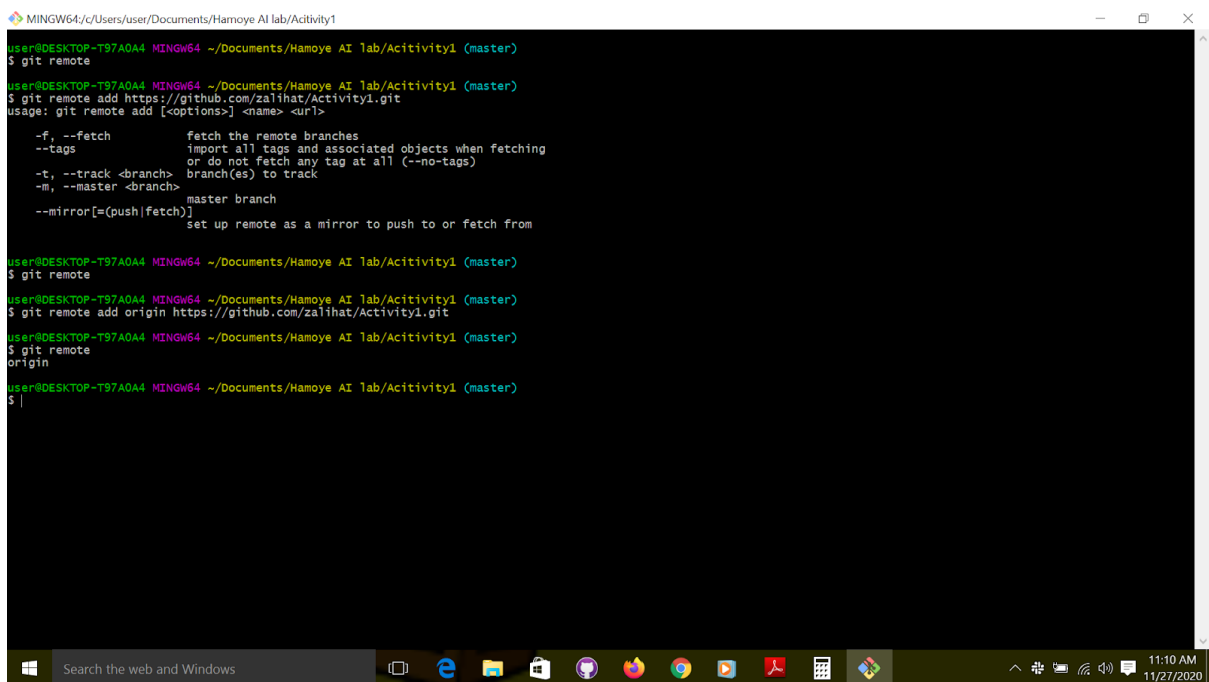 MINGW64:/c/Users/user/Documents/Hamoye AI lab/Acitivity1
user@DESKTOP-T97A0A4 MINGW64 ~/Documents/Hamoye AI lab/Acitivity1 (master)
$ git remote
user@DESKTOP-T97A0A4 MINGW64 ~/Documents/Hamoye AI lab/Acitivity1 (master)
$ git remote add https://github.com/zalihat/Activity1.git
usage: git remote add [<options>] <name> <url>
-f, --fetch fetch the remote branches
--tags import all tags and associated objects when fetching
or do not fetch any tag at all (--no-tags)
-t, --track <branch> branch(es) to track
-m, --master <branch>
master branch
--mirror[=(push|fetch)]
set up remote as a mirror to push to or fetch from
user@DESKTOP-T97A0A4 MINGW64 ~/Documents/Hamoye AI lab/Acitivity1 (master)
$ git remote
user@DESKTOP-T97A0A4 MINGW64 ~/Documents/Hamoye AI lab/Acitivity1 (master)
$ git remote add origin https://github.com/zalihat/Activity1.git
user@DESKTOP-T97A0A4 MINGW64 ~/Documents/Hamoye AI lab/Acitivity1 (master)
$ git remote
origin
user@DESKTOP-T97A0A4 MINGW64 ~/Documents/Hamoye AI lab/Acitivity1 (master)
$
Search the web and Windows
11:10 AM
11/27/2020